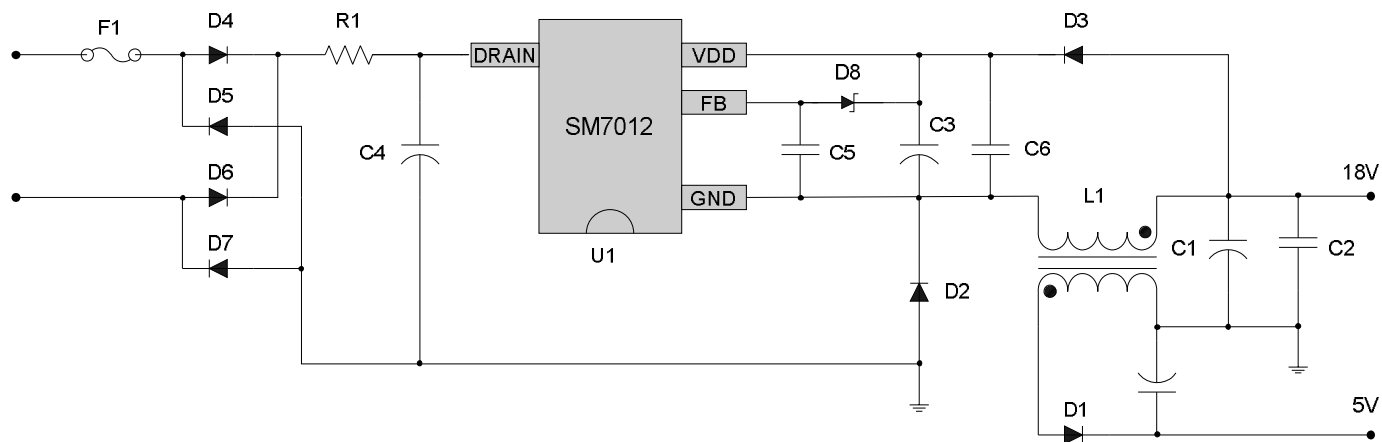 F1
D4
R1
DRAIN
VDD
D3
D5
D8
FB
SM7012
C4
C5
C3
C6
D6
GND
L1
18V
D7
U1
C1
C2
D2
D1
5V